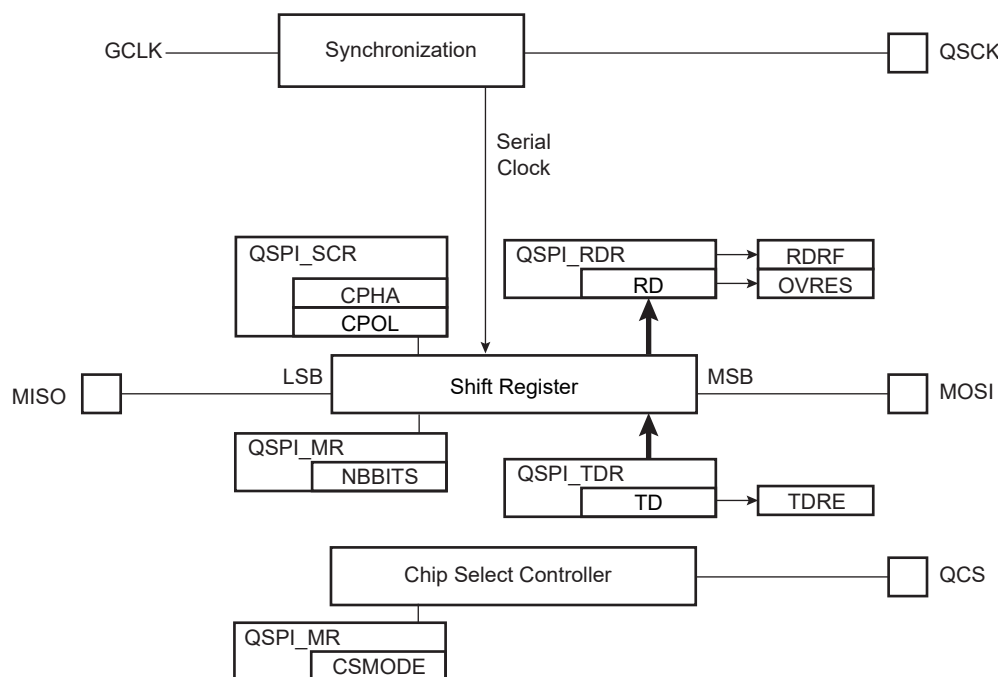 GCLK
Synchronization
QSCK
Serial
Clock
QSPI_SCR
CPHA
CPOL
QSPI_RDR
RD
RDRF
OVRES
MISO
LSB
Shift Register
MSB
MOSI
QSPI_MR
NBBITS
QSPI_TDR
TD
TDRE
Chip Select Controller
QCS
QSPI_MR
CSMODE